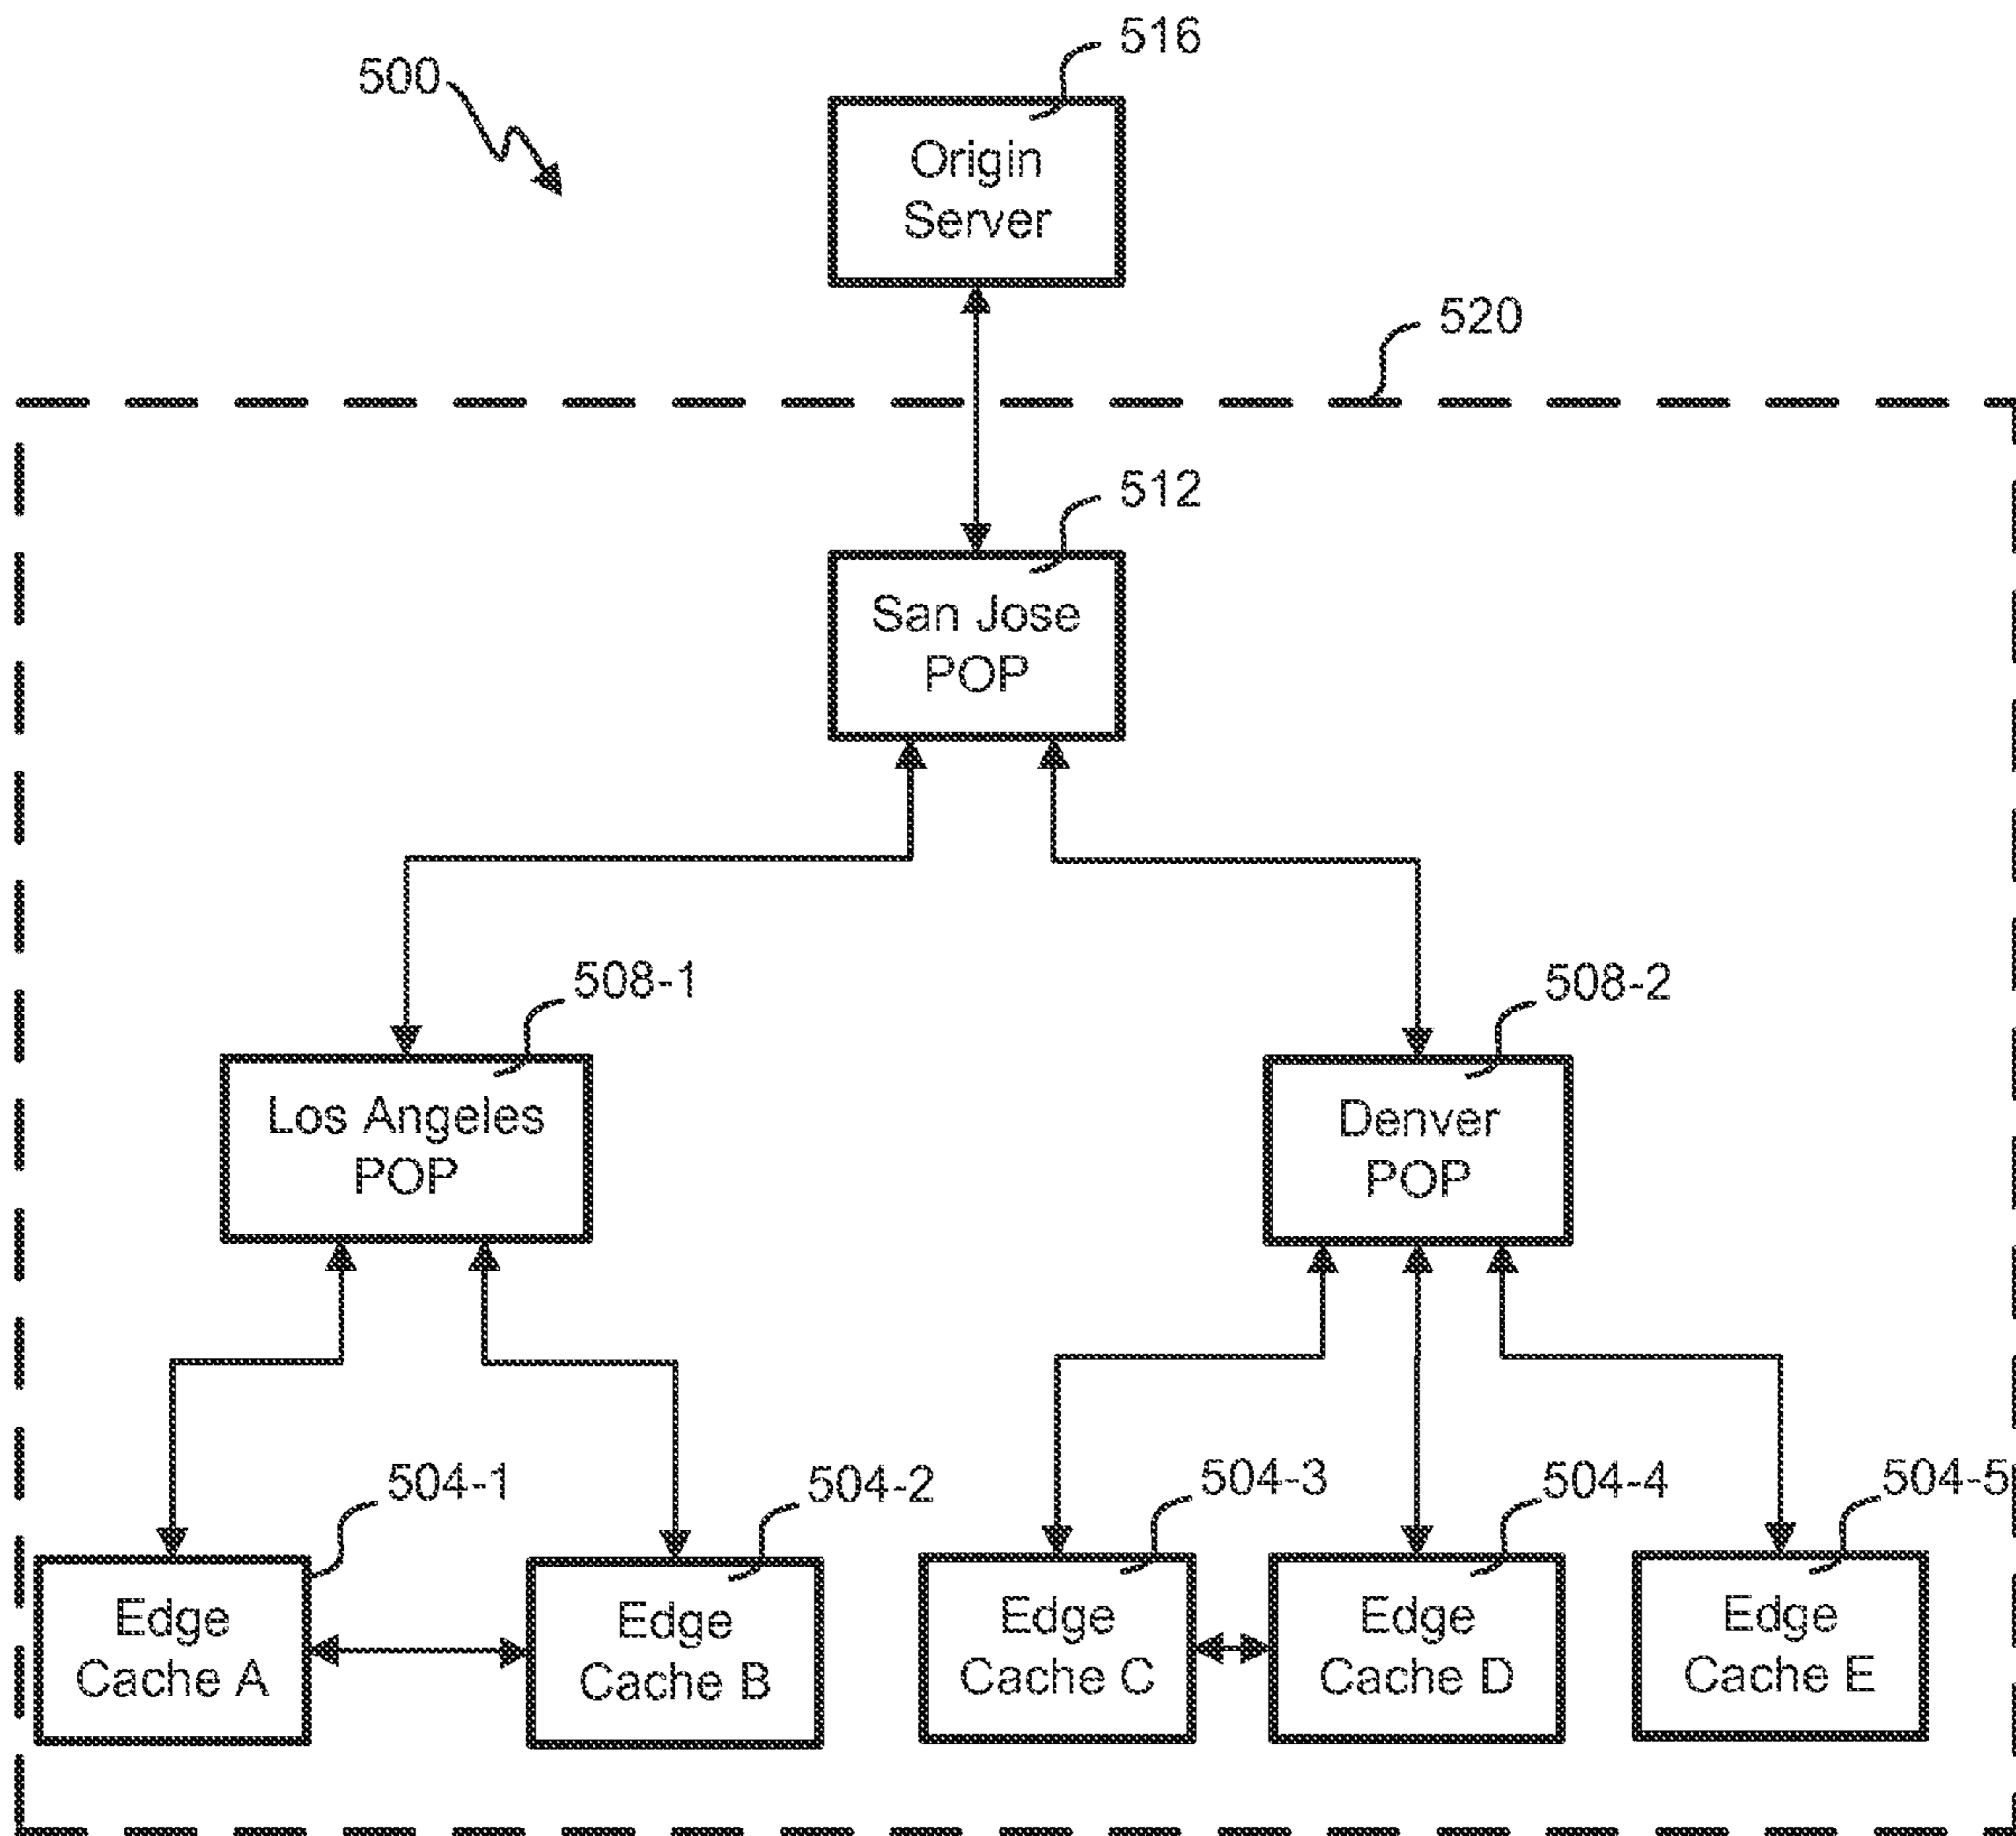 516
500
Origin
Server
520
512
San Jose
POP
508-1
508-2
Los Angeles
POP
Denver
POP
504-1
504-2
504-3
504-4
504-5
Edge
Cache A
Edge
Cache B
Edge
Cache C
Edge
Cache D
Edge
Cache E